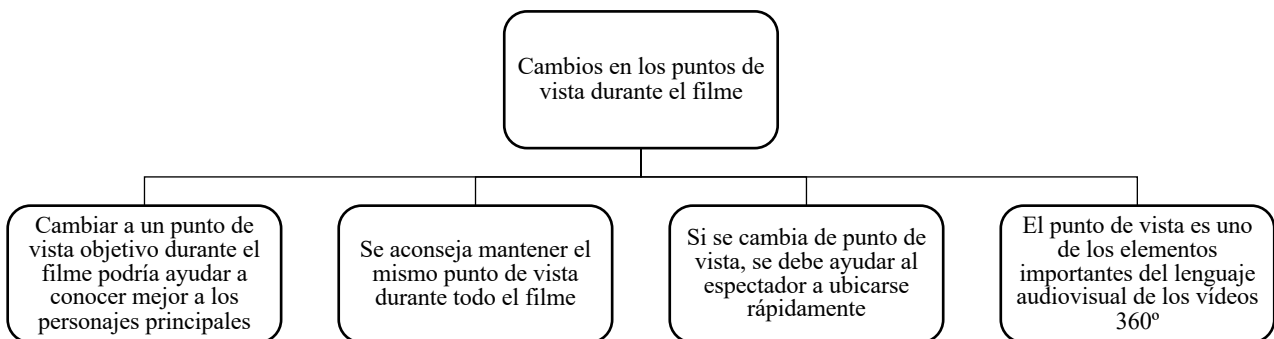 Cambios en los puntos de
vista durante el filme
Cambiar a un punto de
vista objetivo durante el
filme podría ayudar a
conocer mejor a los
personajes principales
Se aconseja mantener el
mismo punto de vista
durante todo el filme
Si se cambia de punto de
vista, se debe ayudar al
espectador a ubicarse
rápidamente
El punto de vista es uno
de los elementos
importantes del lenguaje
audiovisual de los vídeos
360º